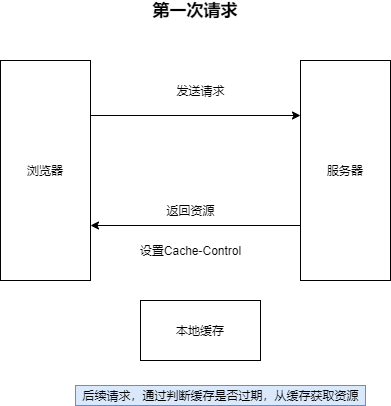 第一次请求
发送请求
浏览器
服务器
返回资源
设置Cache-Control
本地缓存
后续请求，通过判断缓存是否过期，从缓存获取资源